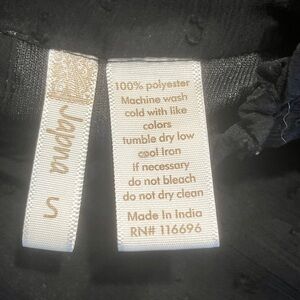 Japna
S
100% polyester
Machine wash
cold with like
colors
tumble dry low
cool Iron
If necessary
do not bleach
do not dry clean
Made In India
RN# 116696